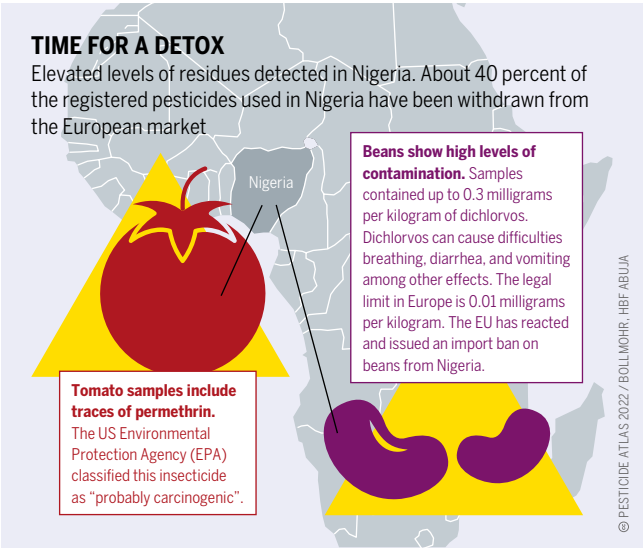 TIME FOR A DETOX
Elevated levels of residues detected in Nigeria. About 40 percent of
the registered pesticides used in Nigeria have been withdrawn from
the European market
Nigeria
Beans show high levels of
contamination. Samples
contained up to 0.3 milligrams
per kilogram of dichlorvos.
Dichlorvos can cause difficulties
breathing, diarrhea, and vomiting
among other effects. The legal
limit in Europe is 0.01 milligrams
per kilogram. The EU has reacted
and issued an import ban on
beans from Nigeria.
Tomato samples include
traces of permethrin.
The US Environmental
Protection Agency (EPA)
classified this insecticide
as “probably carcinogenic”.
PESTICIDE ATLAS 2022 / BOLLMOHR, HBF ABUJA